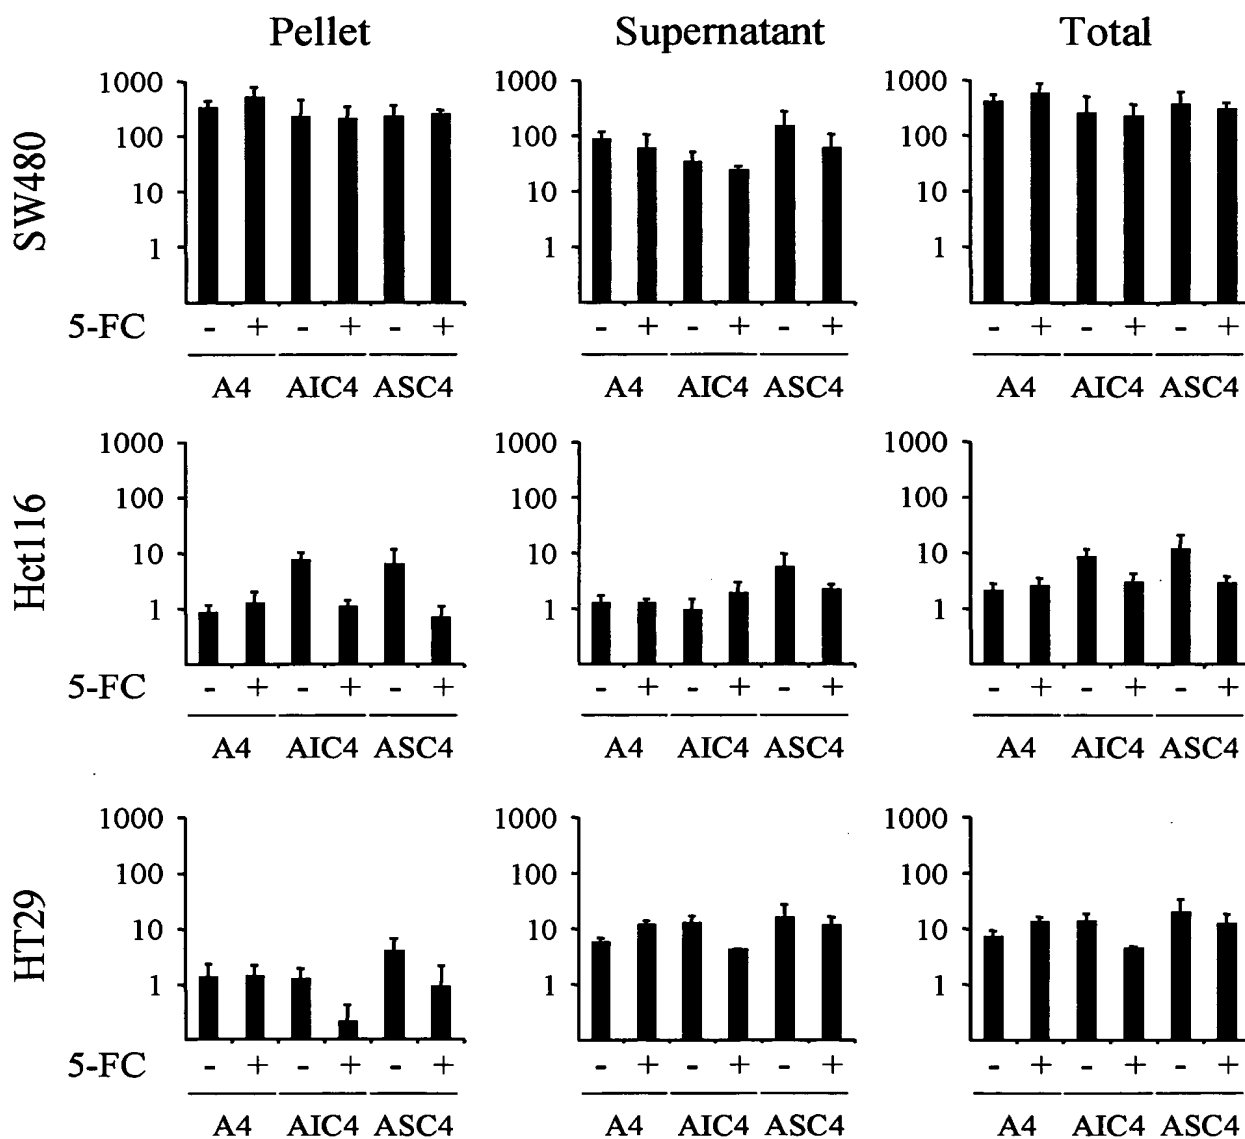 Pellet Supernatant Total
SW480
1000 1000 1000
100 100 100
10 10 10
1 1 1
5-FC - + - + - + - + - + - + - + - + - +
A4 AIC4 ASC4 A4 AIC4 ASC4 A4 AIC4 ASC4
Hct116
1000 1000 1000
100 100 100
10 10 10
1 1 1
5-FC - + - + - + - + - + - + - + - + - +
A4 AIC4 ASC4 A4 AIC4 ASC4 A4 AIC4 ASC4
HT29
1000 1000 1000
100 100 100
10 10 10
1 1 1
5-FC - + - + - + - + - + - + - + - + - +
A4 AIC4 ASC4 A4 AIC4 ASC4 A4 AIC4 ASC4